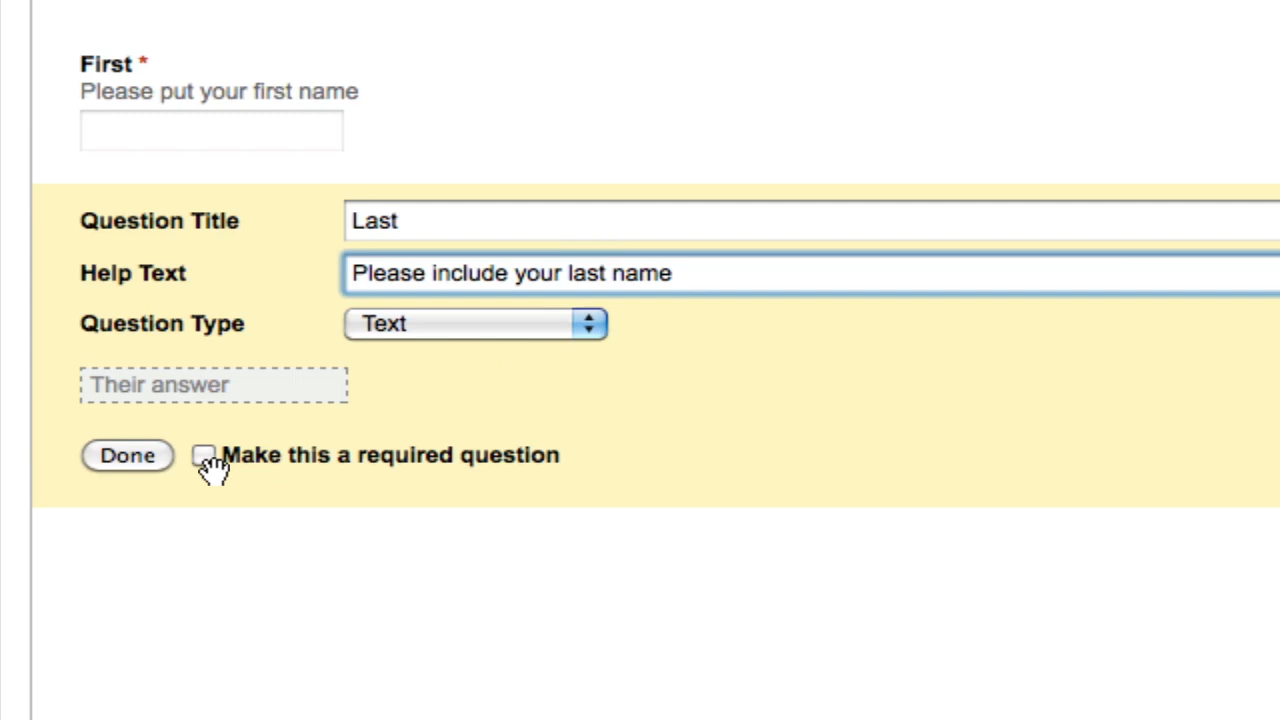 First *
Please put your first name
Question Title Last
Help Text Please include your last name
Question Type Text
Their answer
Done Make this a required question